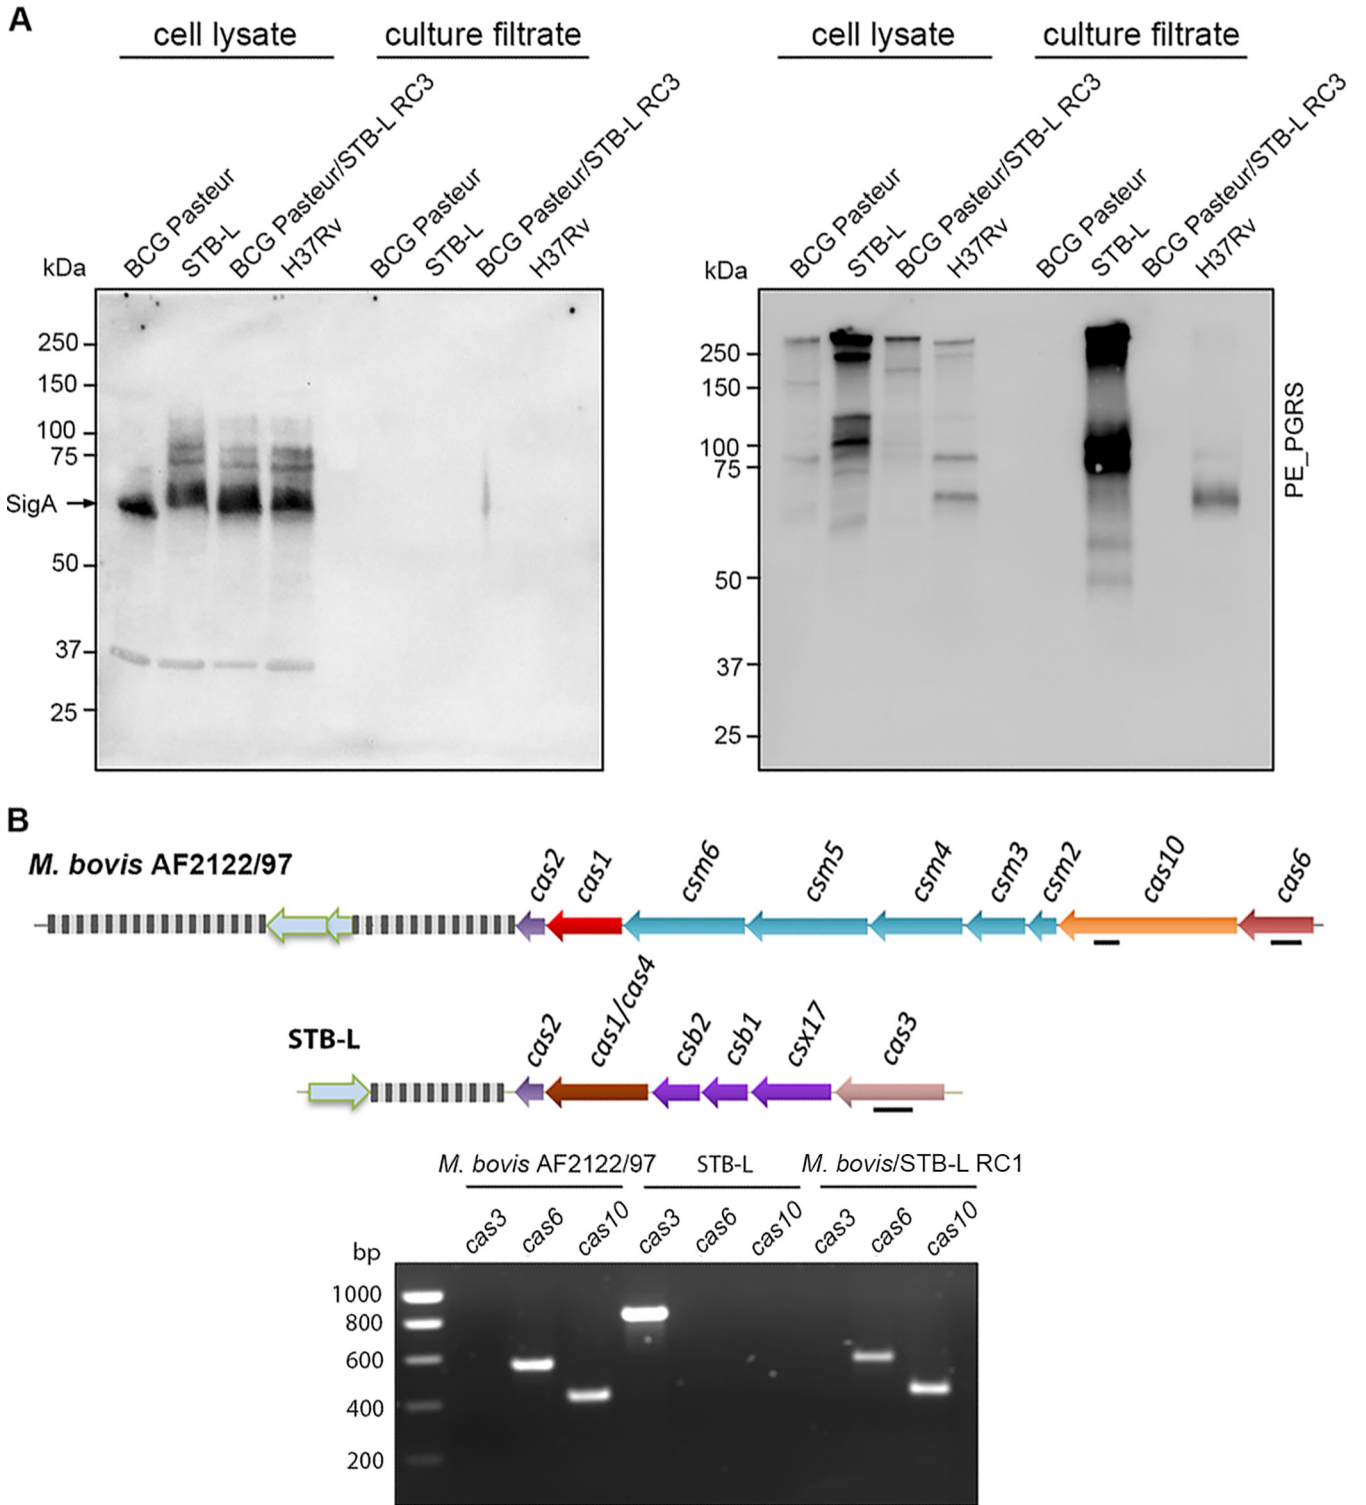 A
cell lysate
culture filtrate
cell lysate
culture filtrate
BCG Pasteur
STB-L
BCG Pasteur/STB-L RC3
H37Rv
BCG Pasteur
STB-L
BCG Pasteur/STB-L RC3
H37Rv
BCG Pasteur
STB-L
BCG Pasteur/STB-L RC3
H37Rv
BCG Pasteur
STB-L
BCG Pasteur/STB-L RC3
H37Rv
kDa
250
150
100
75
SigA
50
37
25
kDa
250
150
100
75
50
37
25
PE_PGRS
B
M. bovis AF2122/97
cas2
cas1
csm6
csm5
csm4
csm3
csm2
cas10
cas6
STB-L
cas2
cas1/cas4
csb2
csb1
csx17
cas3
M. bovis AF2122/97
STB-L
M. bovis/STB-L RC1
cas3
cas6
cas10
cas3
cas6
cas10
cas3
cas6
cas10
bp
1000
800
600
400
200